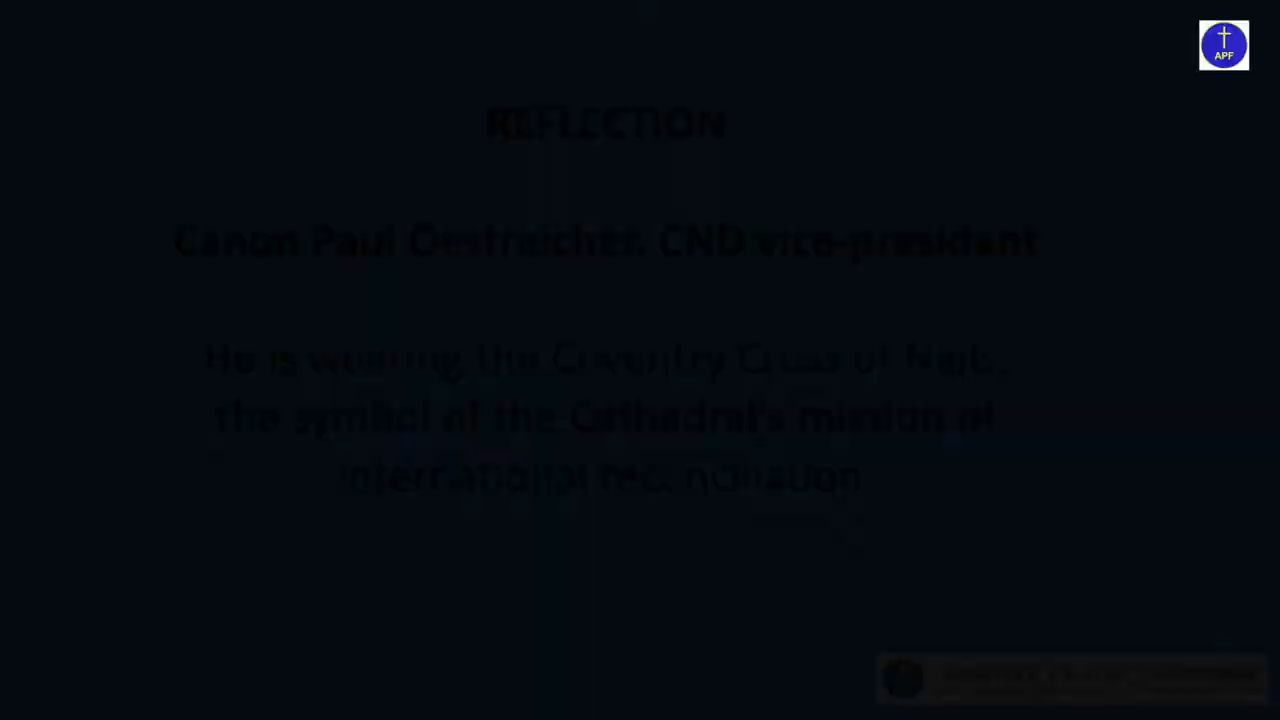 APF
REFLECTION
Canon Paul Oestreicher. CND vice-president
He is wearing the Coventry Cross of Nails,
the symbol of the Cathedral's mission of
international reconciliation